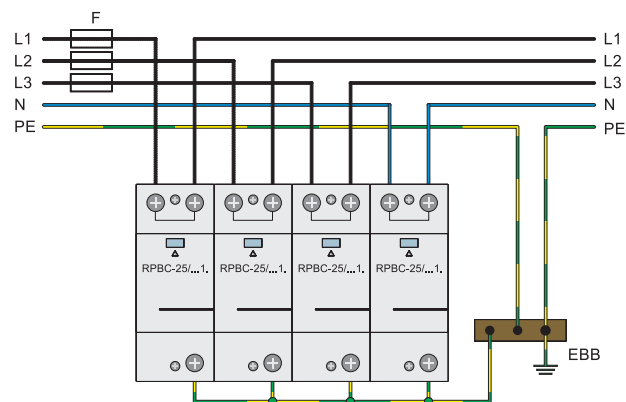 F
L1 L1
L2 L2
L3 L3
N N
PE PE
RPBC-25/...1. RPBC-25/...1. RPBC-25/...1. RPBC-25/...1.
EBB